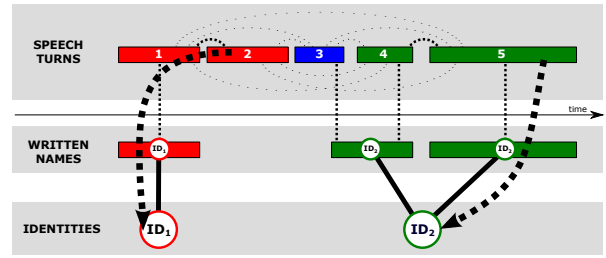 SPEECH
TURNS
1 2 3 4 5
time
WRITTEN
NAMES
ID₁ ID₂ ID₂
IDENTITIES
ID₁ ID₂